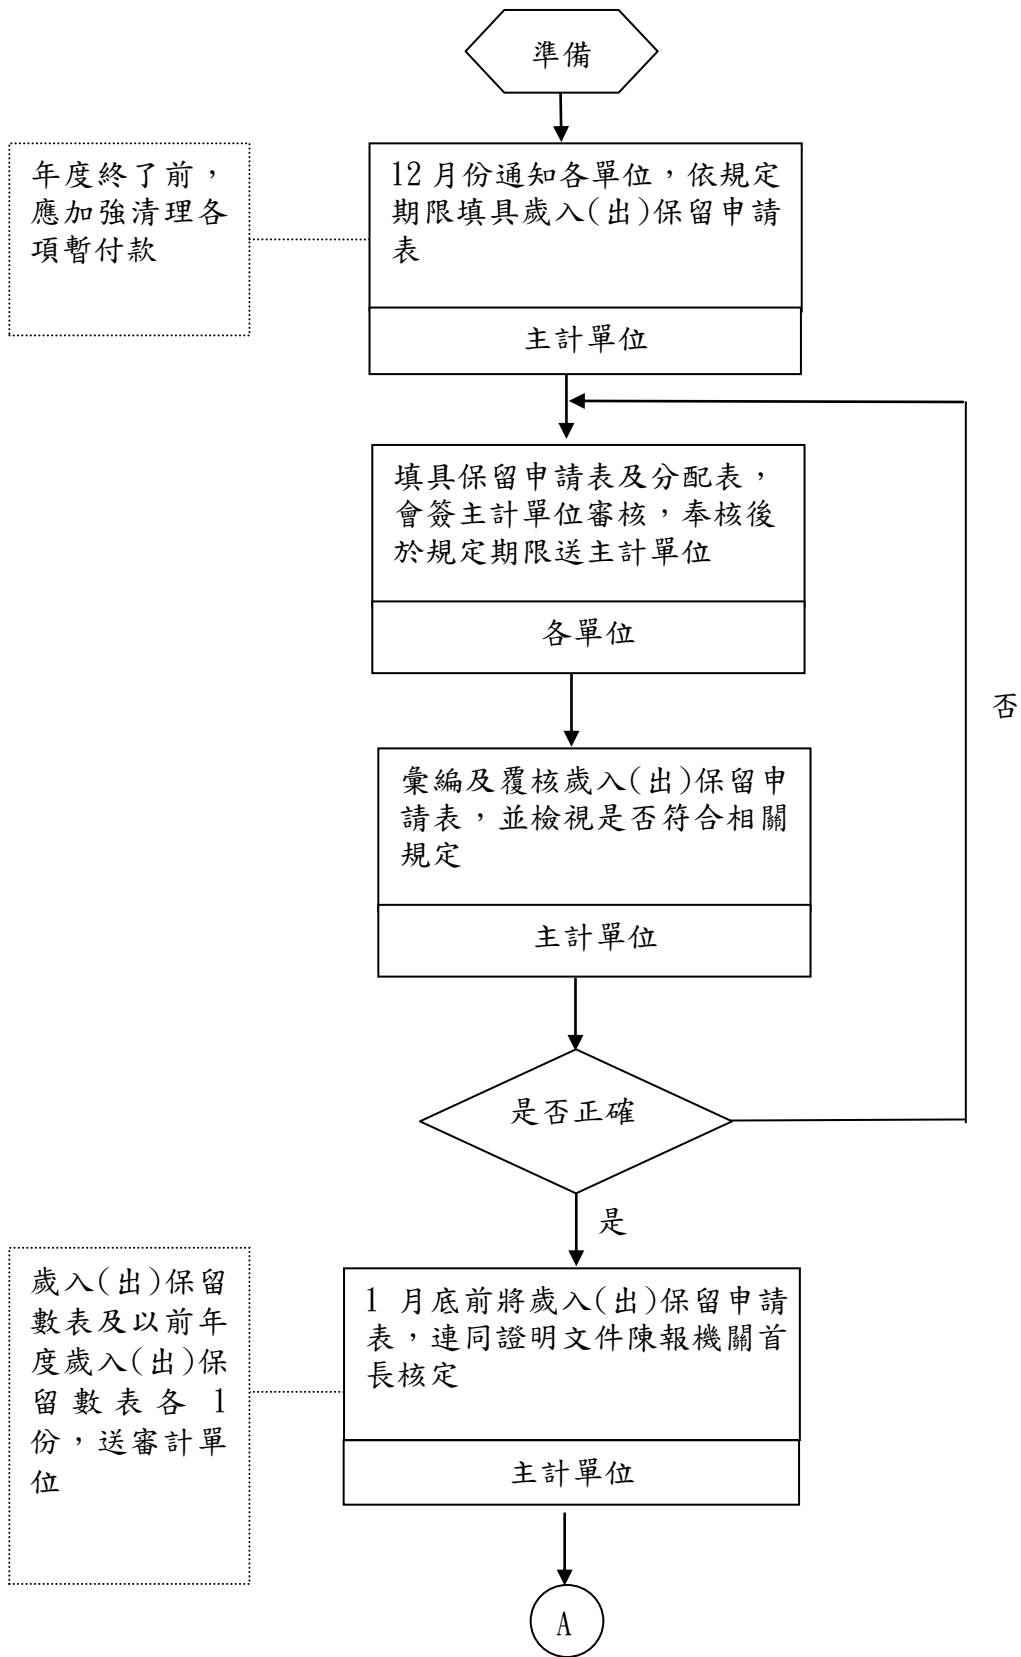 準備
年度終了前，
應加強清理各
項暫付款
12 月份通知各單位，依規定
期限填具歲入(出)保留申請
表
主計單位
填具保留申請表及分配表，
會簽主計單位審核，奉核後
於規定期限送主計單位
各單位
否
彙編及覆核歲入(出)保留申
請表，並檢視是否符合相關
規定
主計單位
是否正確
是
歲入(出)保留
數表及以前年
度歲入(出)保
留數表各 1
份，送審計單
位
1 月底前將歲入(出)保留申請
表，連同證明文件陳報機關首
長核定
主計單位
A